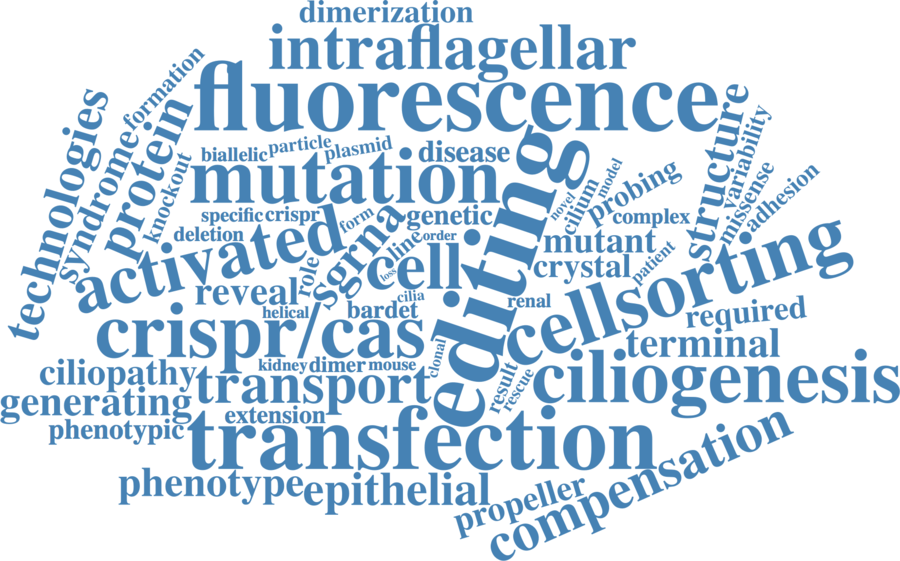 dimerization
intraflagellar
fluorescence
formation
technologies
syndrome
protein
knockout
biallelic
particle
plasmid
disease
mutation
editing
structure
variability
missense
adhesion
probing
model
cilium
novel
complex
specific
crispr
form
genetic
deletion
activated
sgrna
line
order
mutant
crystal
patient
cell
loss
role
reveal
helical
bardet
cilia
renal
cellsorting
required
terminal
crispr/cas
clonal
kidney
dimer
mouse
ciliopathy
transport
result
rescue
ciliogenesis
generating
extension
phenotypic
transfection
phenotype
epithelial
propeller
compensation